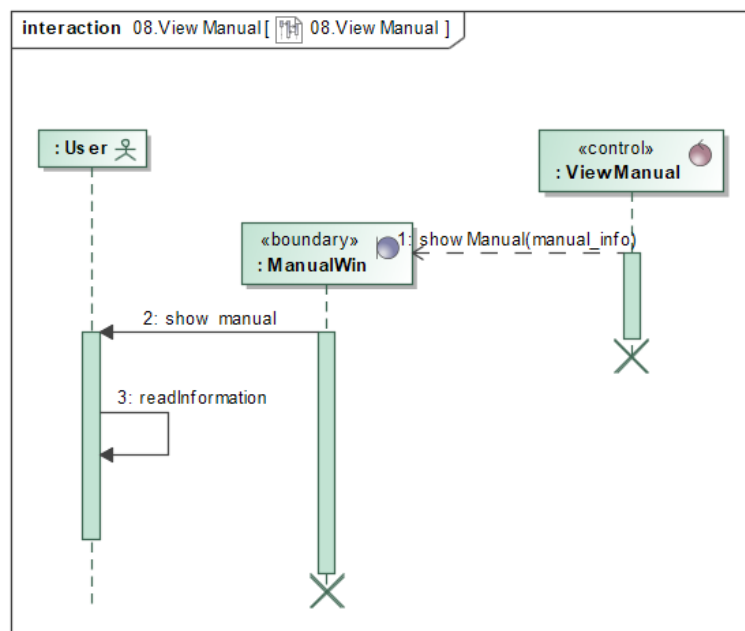 interaction 08.View Manual [ 08.View Manual ]
: User
«control»
: ViewManual
«boundary»
: ManualWin
1: show Manual(manual_info)
2: show manual
3: readInformation